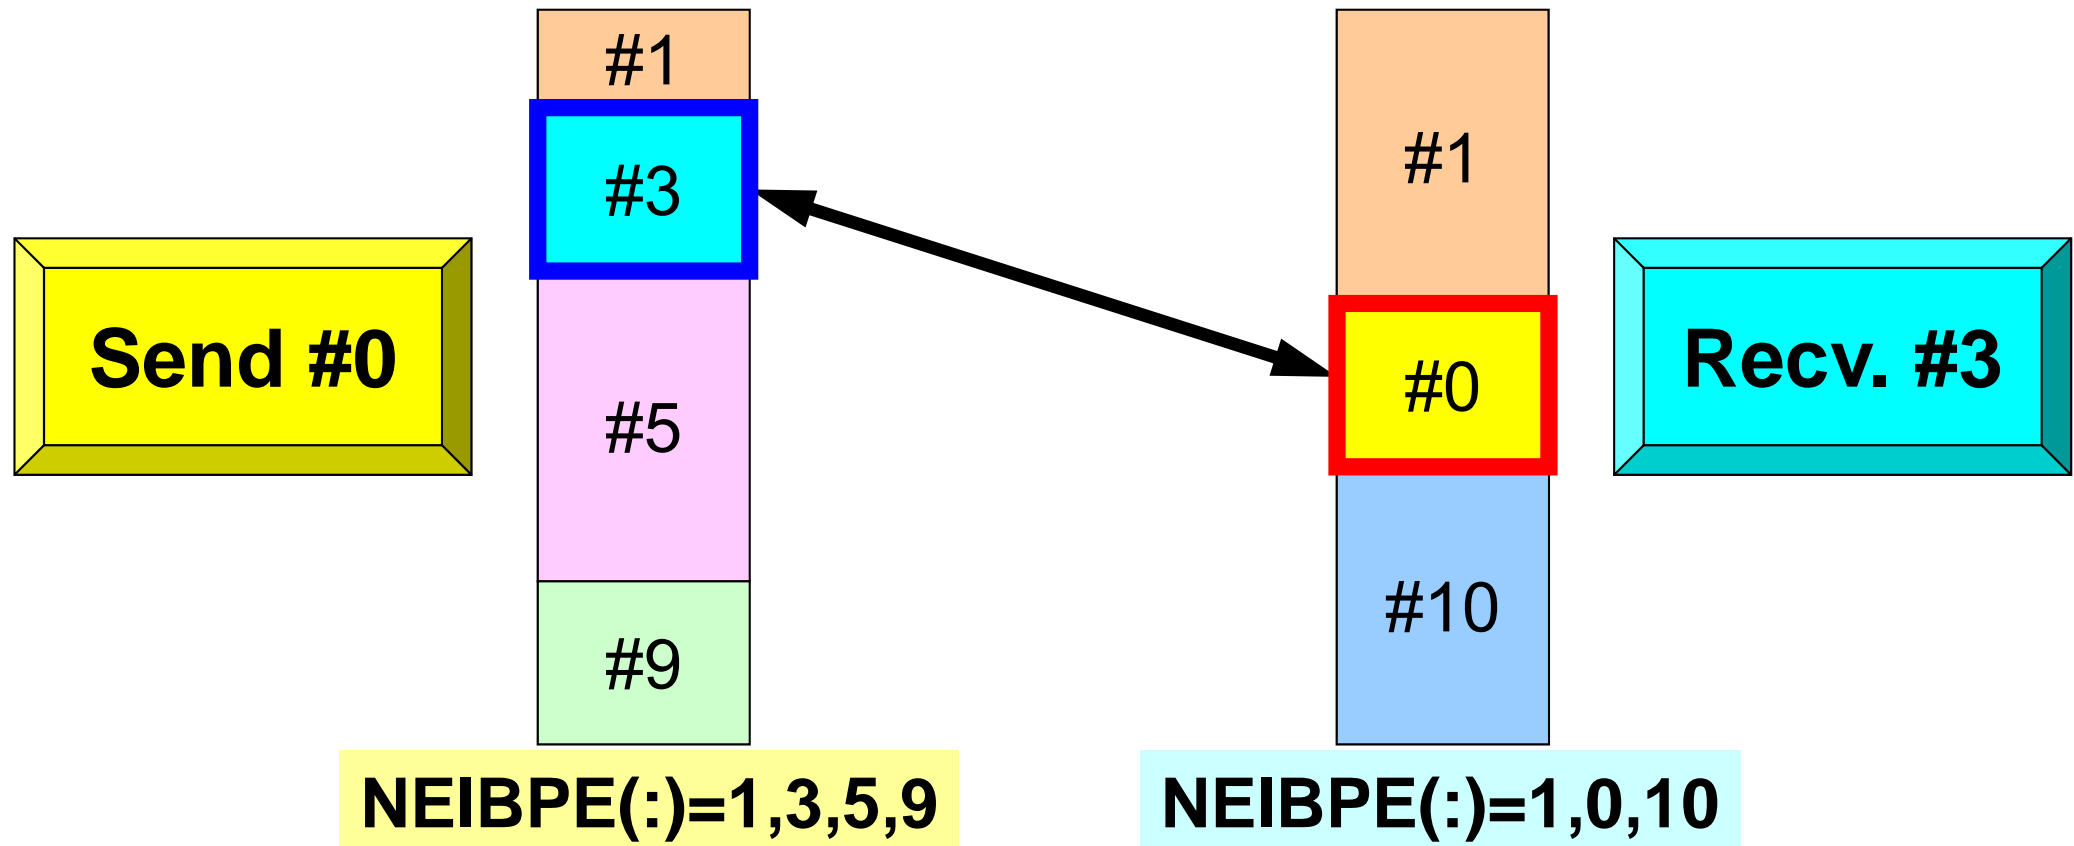 #1
#3
Send #0
#5
#9
NEIBPE(:)=1,3,5,9
#1
#0
Recv. #3
#10
NEIBPE(:)=1,0,10